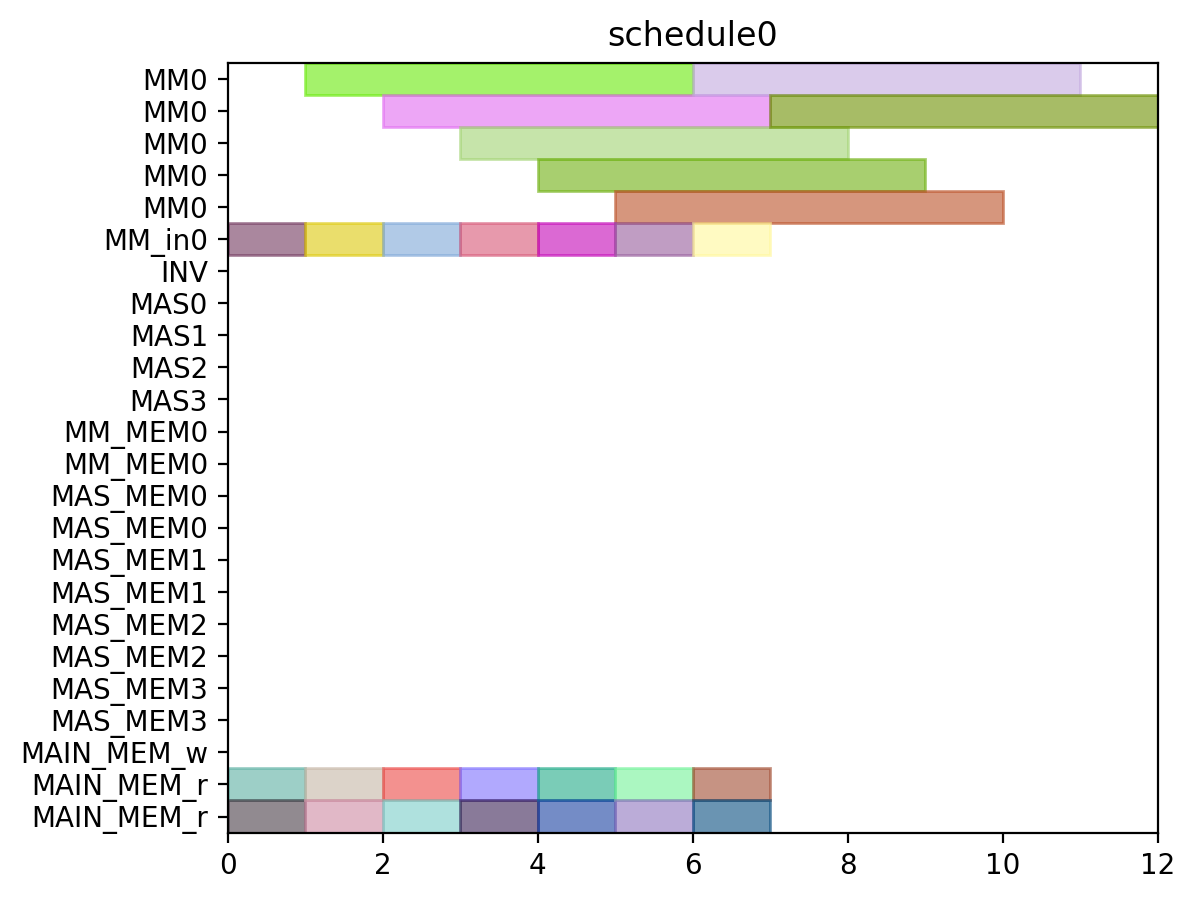 schedule0
MM0
MM0
MM0
MM0
MM0
MM_in0
INV
MAS0
MAS1
MAS2
MAS3
MM_MEM0
MM_MEM0
MAS_MEM0
MAS_MEM0
MAS_MEM1
MAS_MEM1
MAS_MEM2
MAS_MEM2
MAS_MEM3
MAS_MEM3
MAIN_MEM_w
MAIN_MEM_r
MAIN_MEM_r
0 2 4 6 8 10 12